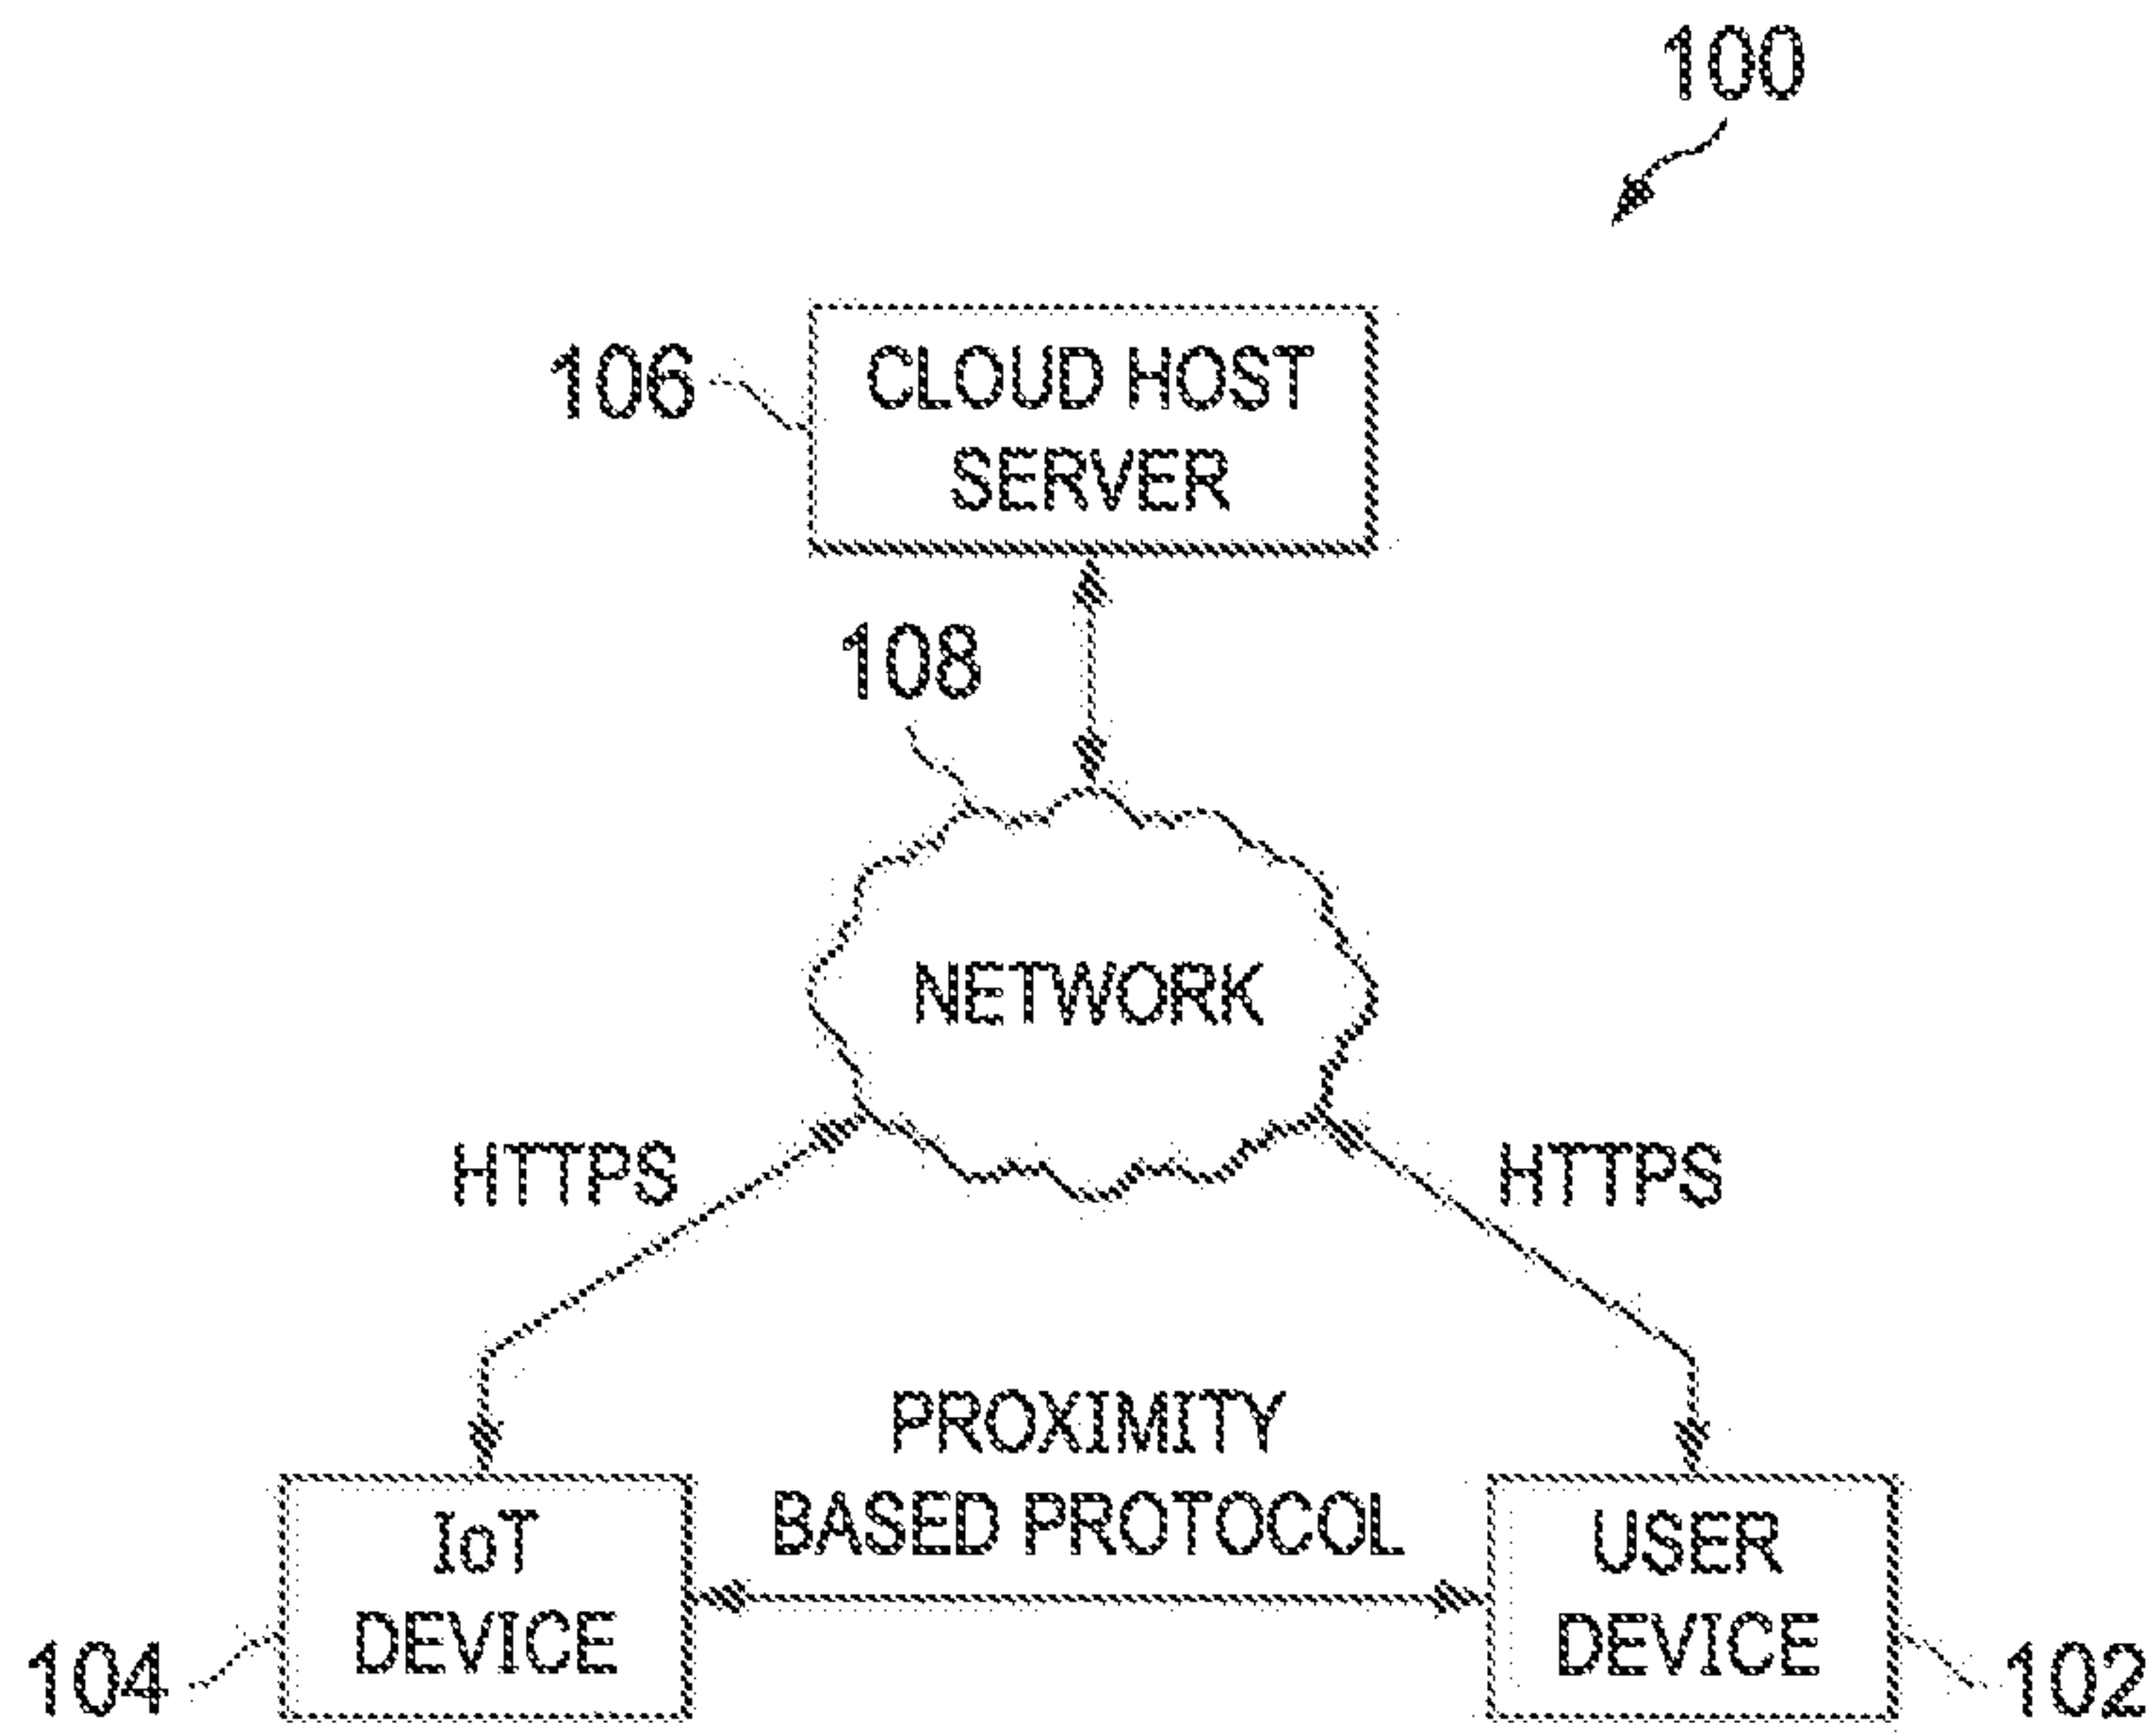 100
106
CLOUD HOST
SERVER
108
NETWORK
HTTPS
HTTPS
PROXIMITY
BASED PROTOCOL
IoT
DEVICE
USER
DEVICE
104
102